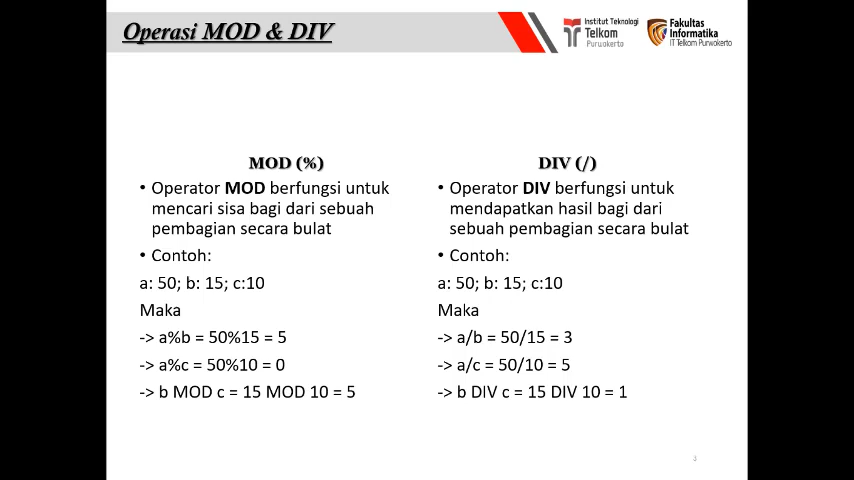 Operasi MOD & DIV
Institut Teknologi
Telkom
Purwokerto
Fakultas
Informatika
IT Telkom Purwokerto
MOD (%)
• Operator MOD berfungsi untuk
mencari sisa bagi dari sebuah
pembagian secara bulat
• Contoh:
a: 50; b: 15; c:10
Maka
-> a%b = 50%15 = 5
-> a%c = 50%10 = 0
-> b MOD c = 15 MOD 10 = 5
DIV (/)
• Operator DIV berfungsi untuk
mendapatkan hasil bagi dari
sebuah pembagian secara bulat
• Contoh:
a: 50; b: 15; c:10
Maka
-> a/b = 50/15 = 3
-> a/c = 50/10 = 5
-> b DIV c = 15 DIV 10 = 1
3